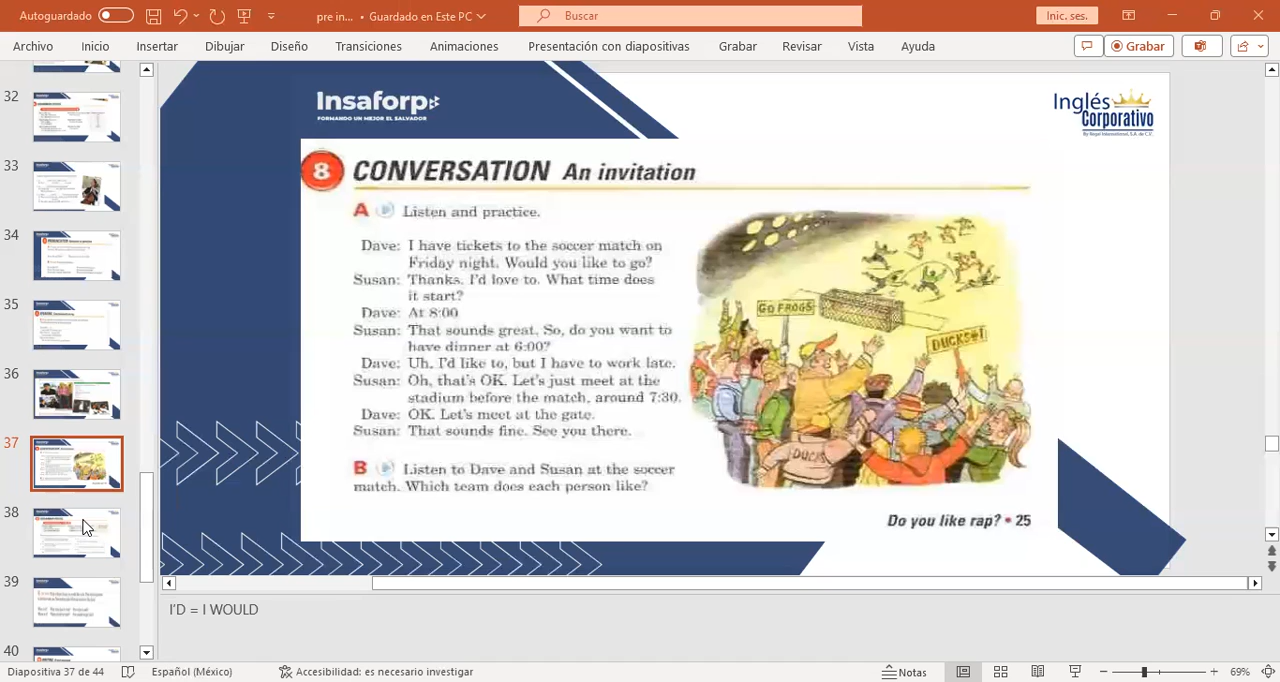 Autoguardado
pre in... • Guardado en Este PC
Buscar
Inic. ses.
Archivo Inicio Insertar Dibujar Diseño Transiciones Animaciones Presentación con diapositivas Grabar Revisar Vista Ayuda
Grabar
32
33
34
35
36
37
38
39
40
Insaforp
FORMANDO UN MEJOR EL SALVADOR
Inglés
Corporativo
8 CONVERSATION An invitation
A Listen and practice.
Dave: I have tickets to the soccer match on
Friday night. Would you like to go?
Susan: Thanks. I'd love to. What time does
it start?
Dave: At 8:00
Susan: That sounds great. So, do you want to
have dinner at 6:00?
Dave: Uh, I'd like to, but I have to work late.
Susan: Oh, that's OK. Let's just meet at the
stadium before the match, around 7:30.
Dave: OK. Let's meet at the gate.
Susan: That sounds fine. See you there.
B Listen to Dave and Susan at the soccer
match. Which team does each person like?
GO FROGS
DUCKS#1
DUCKS
Do you like rap? • 25
I'D = I WOULD
Diapositiva 37 de 44
Español (México)
Accesibilidad: es necesario investigar
Notas
69%